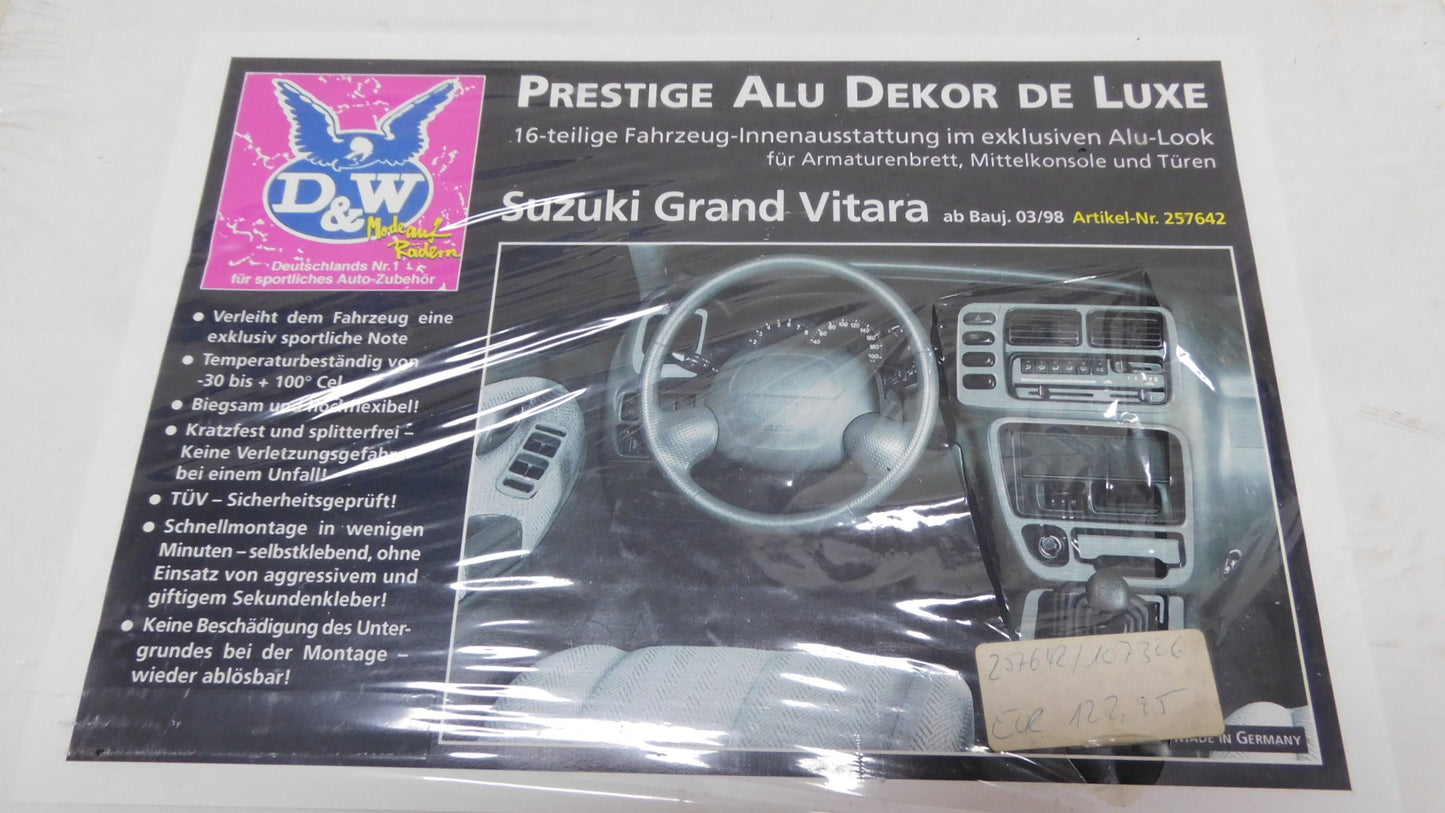 D&W
Mode auf
Rädern
Deutschlands Nr.1
für sportliches Auto-Zubehör
PRESTIGE ALU DEKOR DE LUXE
16-teilige Fahrzeug-Innenausstattung im exklusiven Alu-Look
für Armaturenbrett, Mittelkonsole und Türen
Suzuki Grand Vitara ab Bauj. 03/98 Artikel-Nr. 257642
● Verleiht dem Fahrzeug eine
exklusiv sportliche Note
● Temperaturbeständig von
-30 bis + 100° Cel
● Biegsam und hochflexibel!
● Kratzfest und splitterfrei –
Keine Verletzungsgefahr
bei einem Unfall!
● TÜV – Sicherheitsgeprüft!
● Schnellmontage in wenigen
Minuten – selbstklebend, ohne
Einsatz von aggressivem und
giftigem Sekundenkleber!
● Keine Beschädigung des Unter-
grundes bei der Montage –
wieder ablösbar!
257642/
EUR 122,95
MADE IN GERMANY